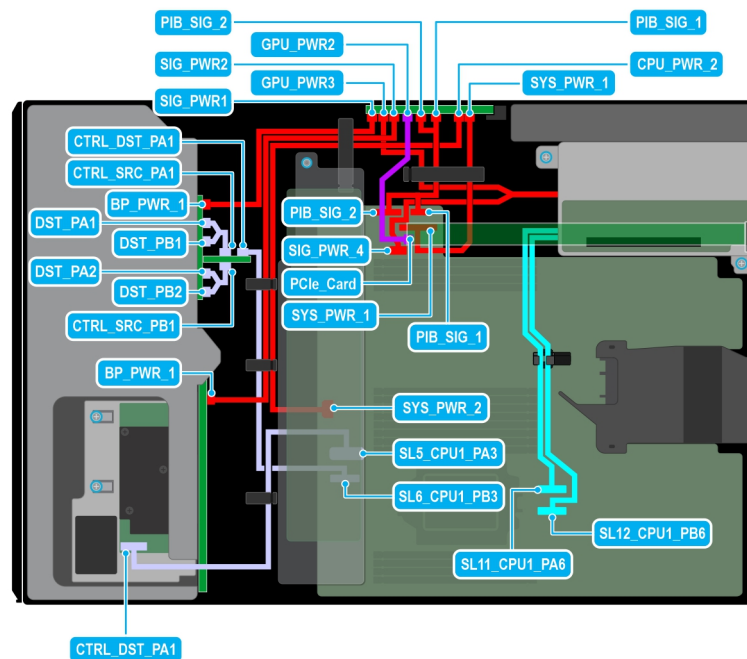 PIB_SIG_2
PIB_SIG_1
GPU_PWR2
SIG_PWR2
CPU_PWR_2
GPU_PWR3
SYS_PWR_1
SIG_PWR1
CTRL_DST_PA1
CTRL_SRC_PA1
BP_PWR_1
PIB_SIG_2
DST_PA1
DST_PB1
SIG_PWR_4
DST_PA2
PCIe_Card
DST_PB2
SYS_PWR_1
CTRL_SRC_PB1
PIB_SIG_1
BP_PWR_1
SYS_PWR_2
SL5_CPU1_PA3
SL6_CPU1_PB3
SL12_CPU1_PB6
SL11_CPU1_PA6
CTRL_DST_PA1